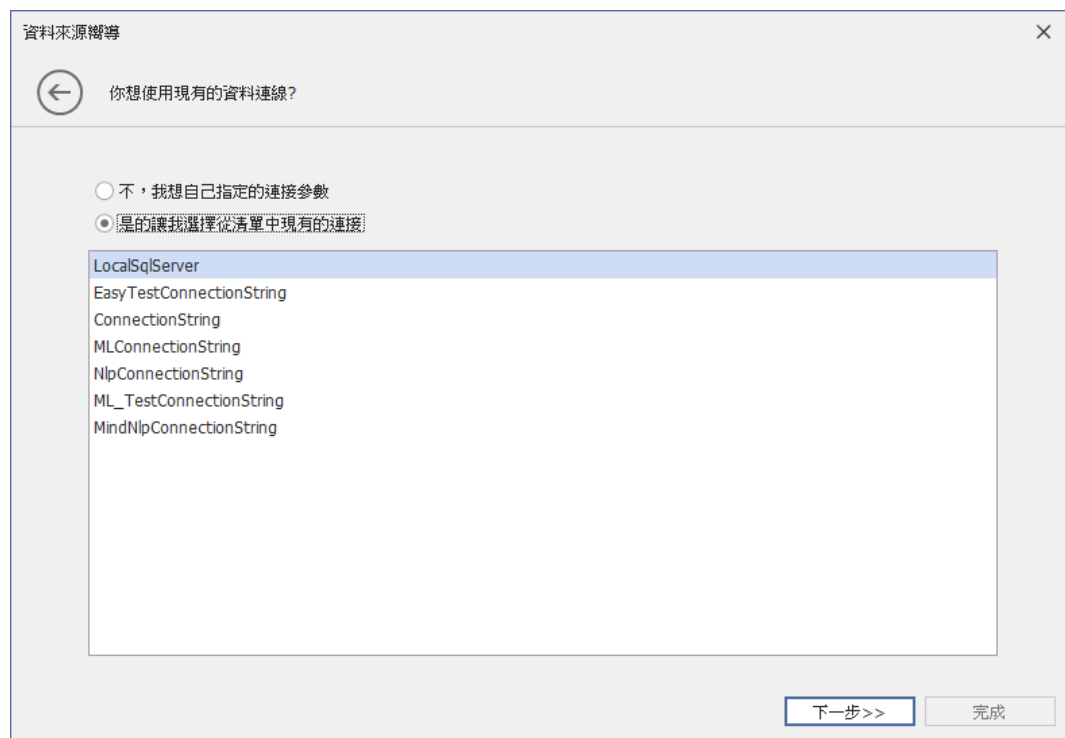 資料來源嚮導
你想使用現有的資料連線?
不，我想自己指定的連接參數
是的讓我選擇從清單中現有的連接
LocalSqlServer
EasyTestConnectionString
ConnectionString
MLConnectionString
NlpConnectionString
ML_TestConnectionString
MindNlpConnectionString
下一步>>
完成